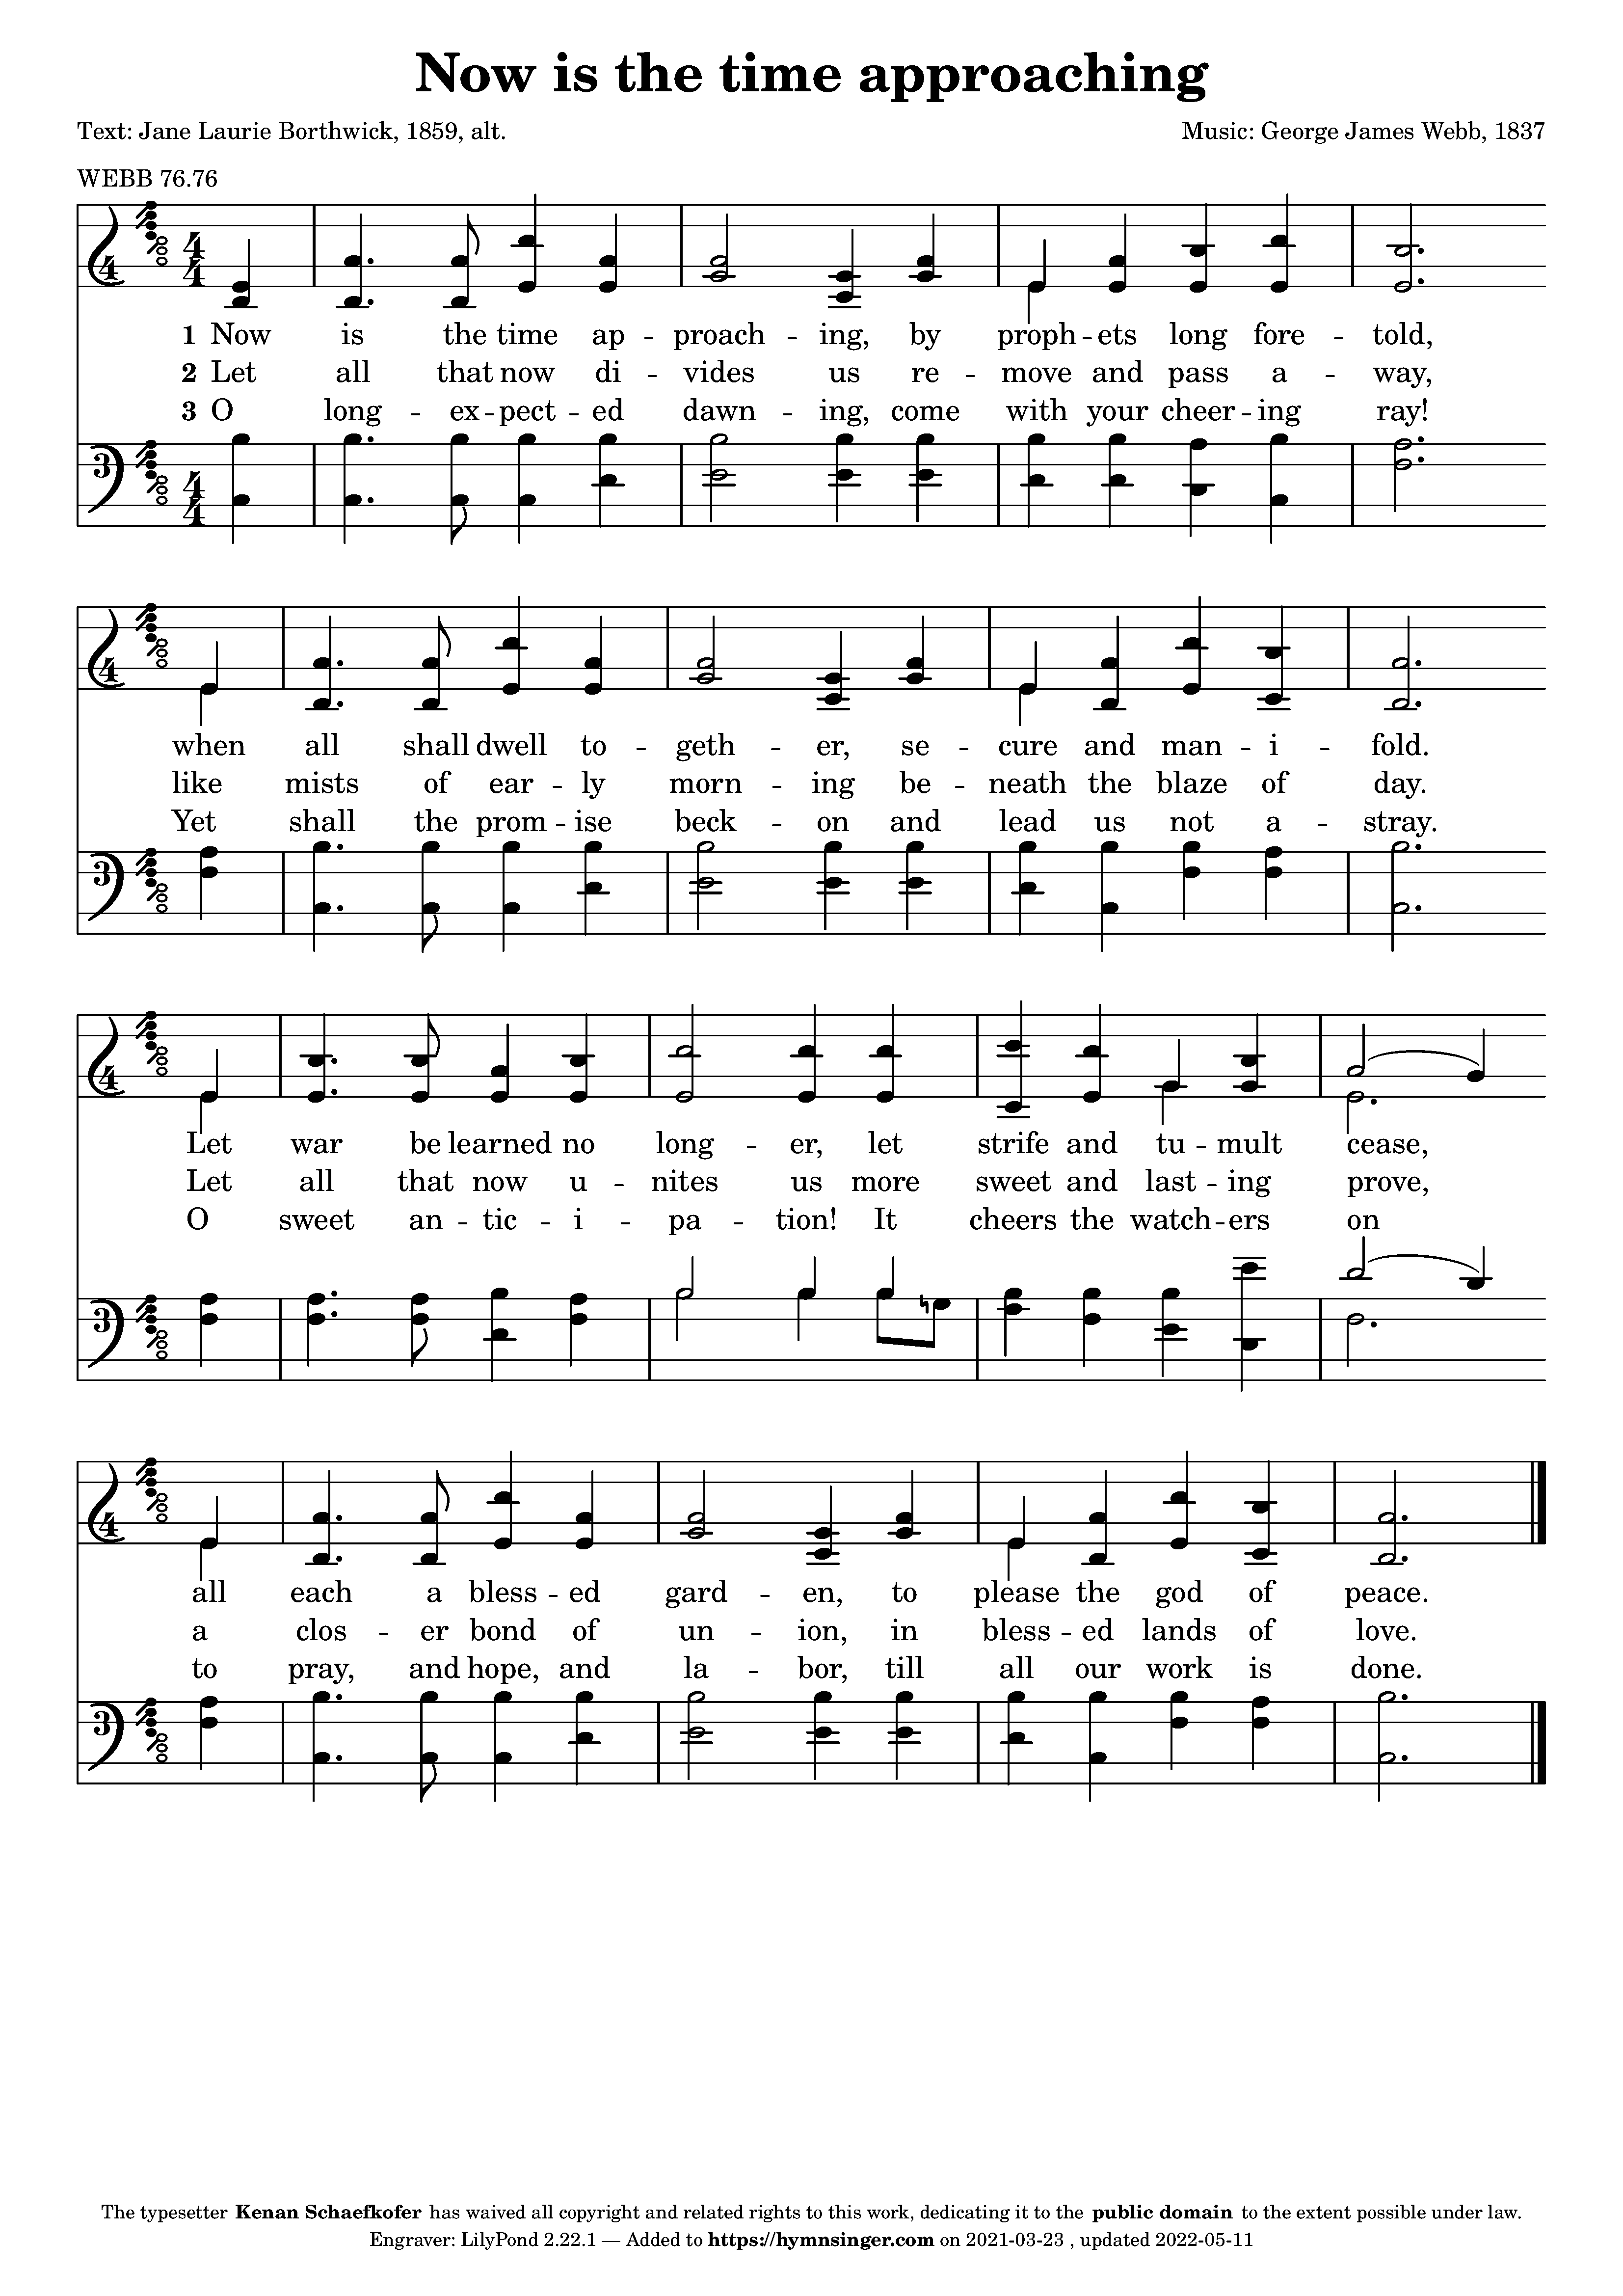 Now is the time approaching
Text: Jane Laurie Borthwick, 1859, alt.
Music: George James Webb, 1837
WEBB 76.76
1 Now is the time ap - proach - ing, by proph - ets long fore - told,
2 Let all that now di - vides us re - move and pass a - way,
3 O long - ex - pect - ed dawn - ing, come with your cheer - ing ray!
when all shall dwell to - geth - er, se - cure and man - i - fold.
like mists of ear - ly morn - ing be - neath the blaze of day.
Yet shall the prom - ise beck - on and lead us not a - stray.
Let war be learned no long - er, let strife and tu - mult cease,
Let all that now u - nites us more sweet and last - ing prove,
O sweet an - tic - i - pa - tion! It cheers the watch - ers on
all each a bless - ed gard - en, to please the god of peace.
a clos - er bond of un - ion, in bless - ed lands of love.
to pray, and hope, and la - bor, till all our work is done.
The typesetter Kenan Schaefkofer has waived all copyright and related rights to this work, dedicating it to the public domain to the extent possible under law.
Engraver: LilyPond 2.22.1 — Added to https://hymnsinger.com on 2021-03-23 , updated 2022-05-11